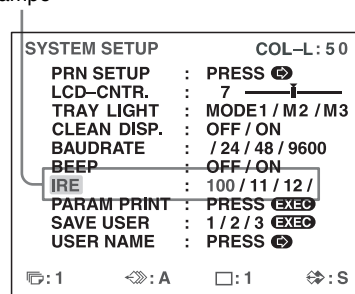 SYSTEM SETUP COL–L:50
PRN SETUP : PRESS
LCD–CNTR. : 7
TRAY LIGHT : MODE1 / M2 / M3
CLEAN DISP. : OFF / ON
BAUDRATE : / 24 / 48 / 9600
BEEP : OFF / ON
IRE : 100 / 11 / 12 /
PARAM PRINT : PRESS EXEC
SAVE USER : 1 / 2 / 3 EXEC
USER NAME : PRESS
:1 :A :1 :S